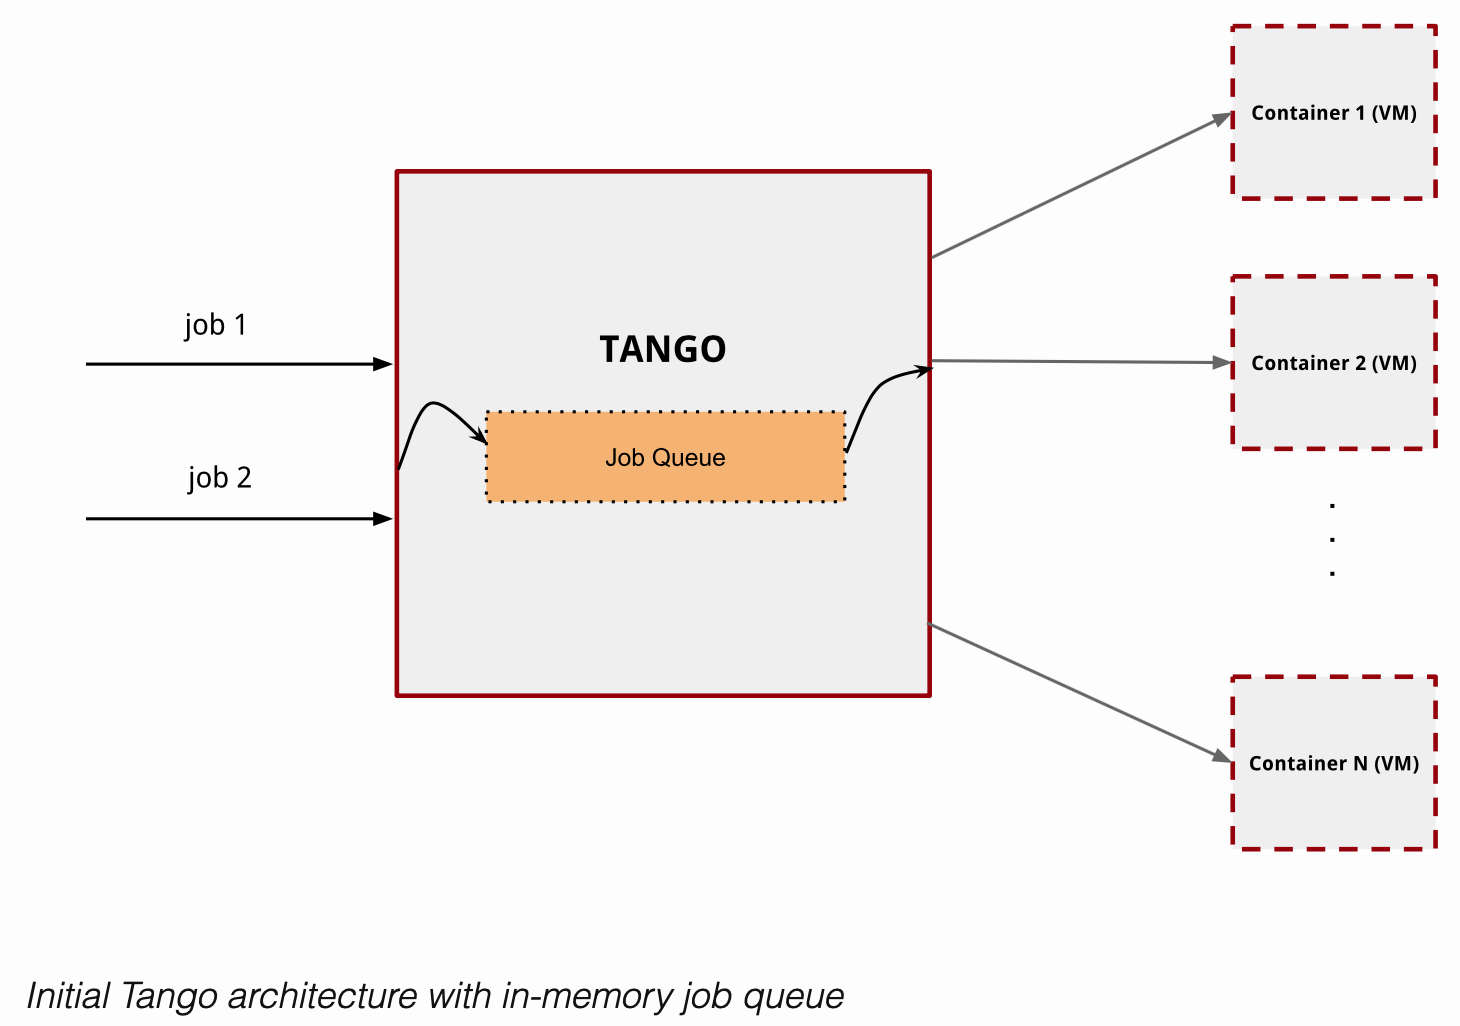 Container 1 (VM)
job 1
TANGO
Container 2 (VM)
Job Queue
job 2
.
.
.
Container N (VM)
Initial Tango architecture with in-memory job queue